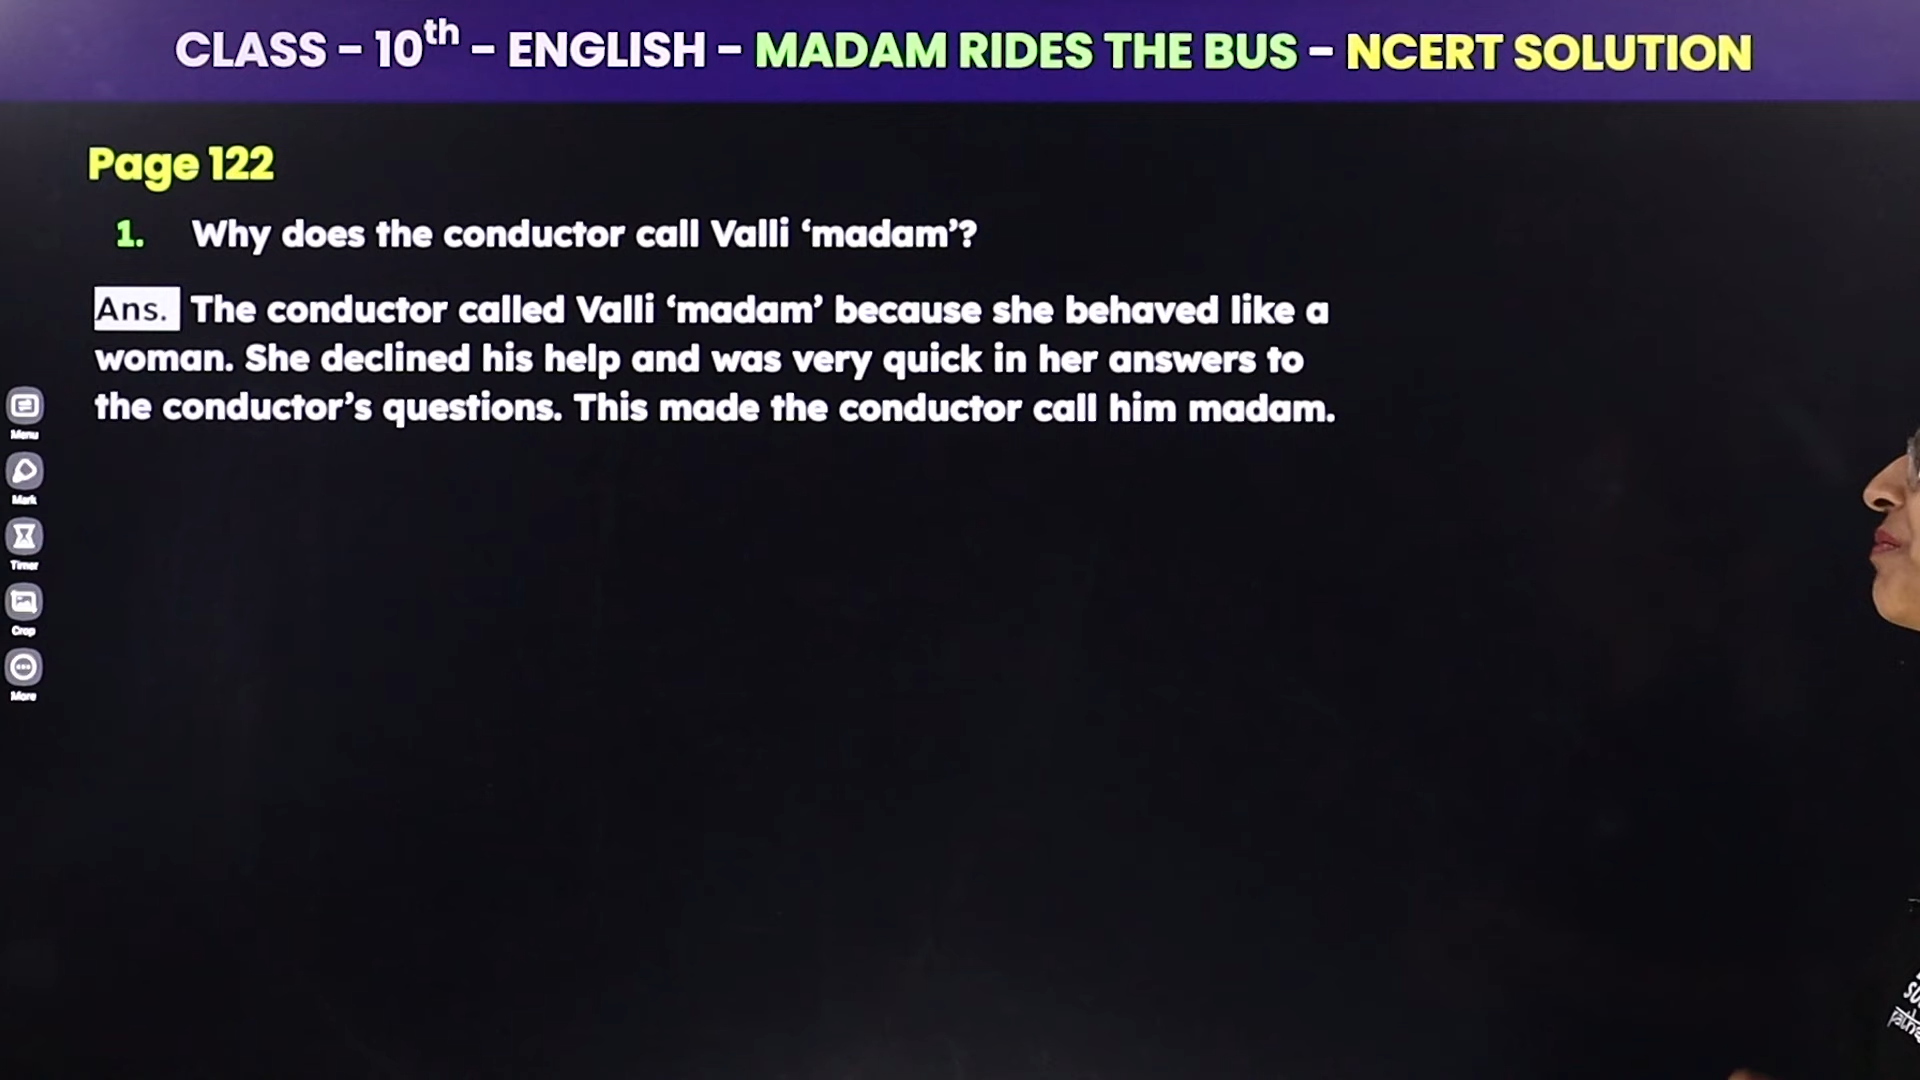 CLASS – 10th – ENGLISH – MADAM RIDES THE BUS – NCERT SOLUTION
Page 122
1. Why does the conductor call Valli ‘madam’?
Ans. The conductor called Valli ‘madam’ because she behaved like a
woman. She declined his help and was very quick in her answers to
the conductor’s questions. This made the conductor call him madam.
Menu
Mark
Timer
Crop
More